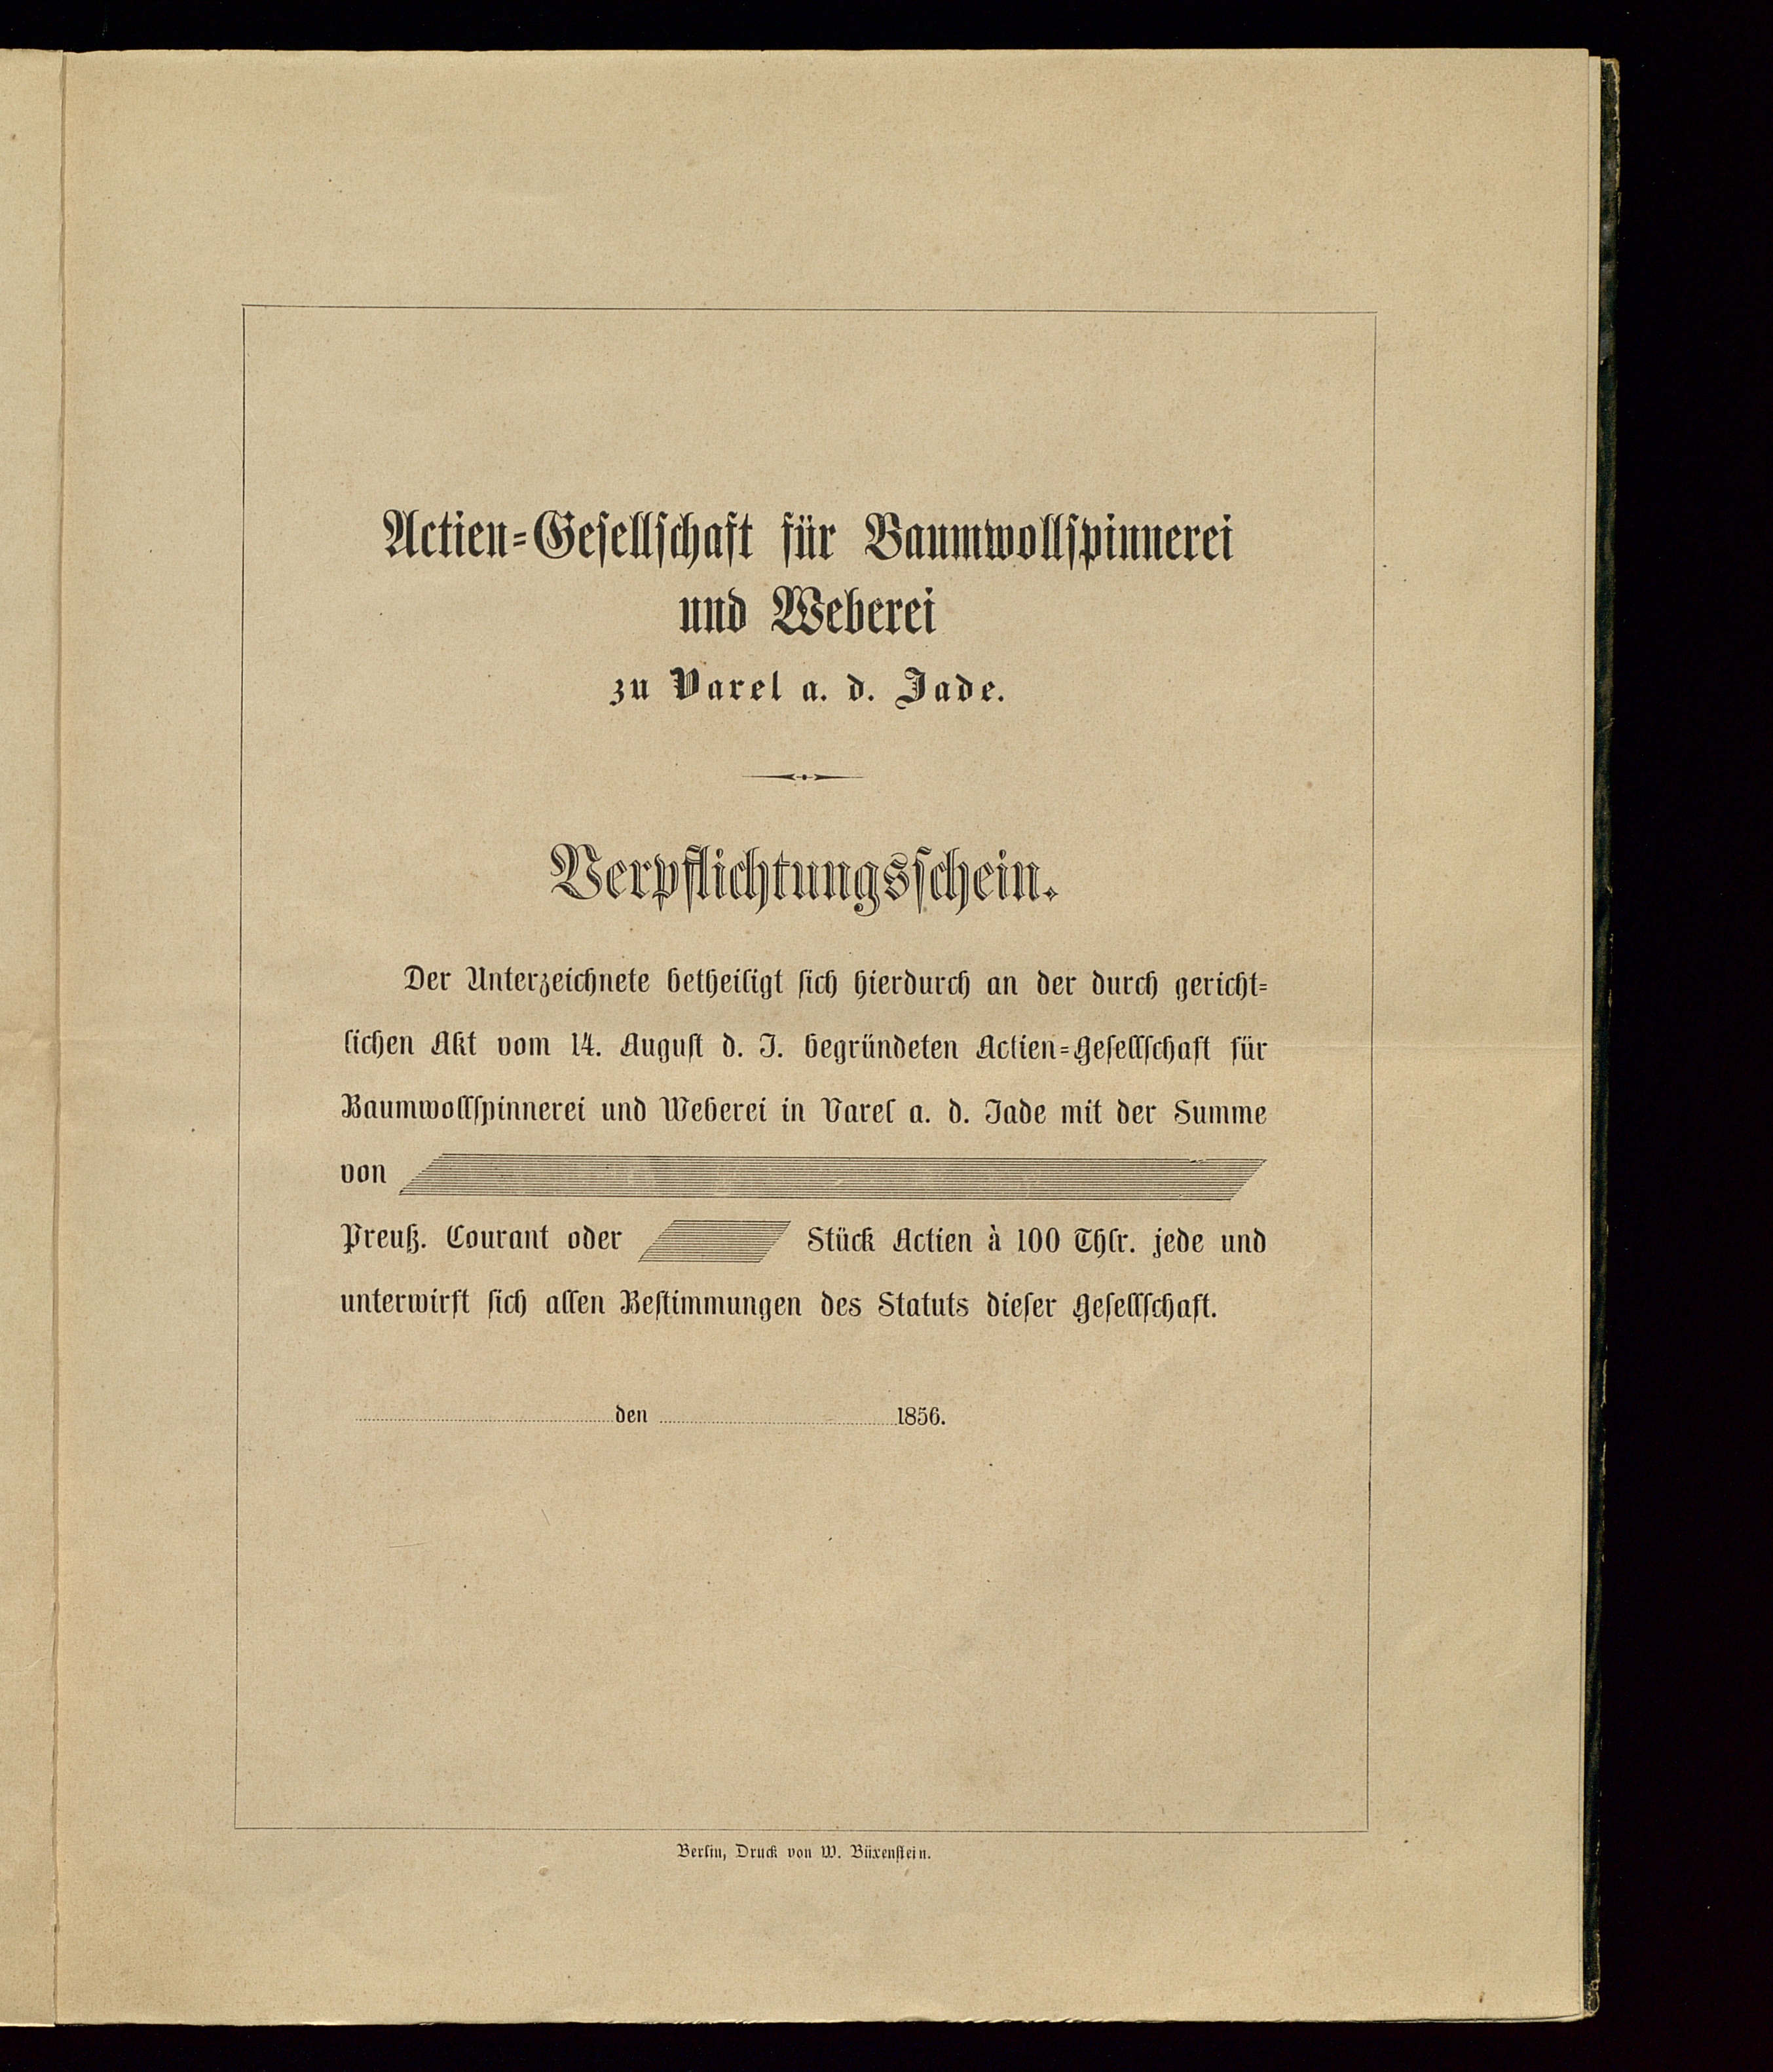 Actien-Gesellschaft für Baumwollspinnerei
und Weberei
zu Varel a. d. Jade.
Verpflichtungsschein.
Der Unterzeichnete betheiligt sich hierdurch an der durch gericht-
lichen Akt vom 14. August d. J. begründeten Actien-Gesellschaft für
Baumwollspinnerei und Weberei in Varel a. d. Jade mit der Summe
von
Preuß. Courant oder Stück Actien à 100 Thlr. jede und
unterwirft sich allen Bestimmungen des Statuts dieser Gesellschaft.
den 1856.
Berlin, Druck von W. Büxenstein.